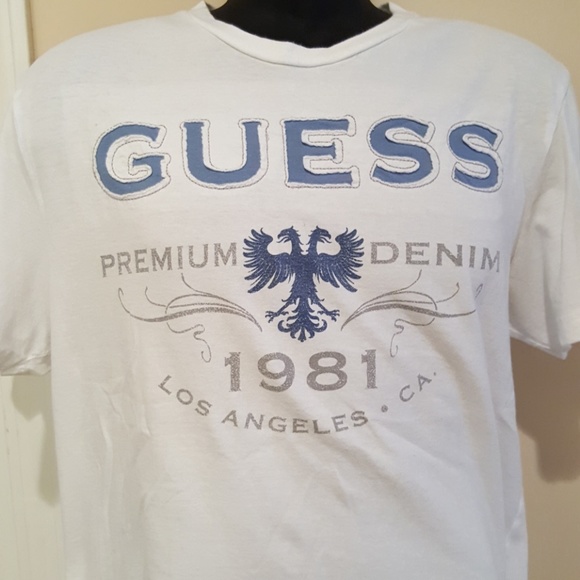 GUESS
PREMIUM DENIM
1981
LOS ANGELES • CA.